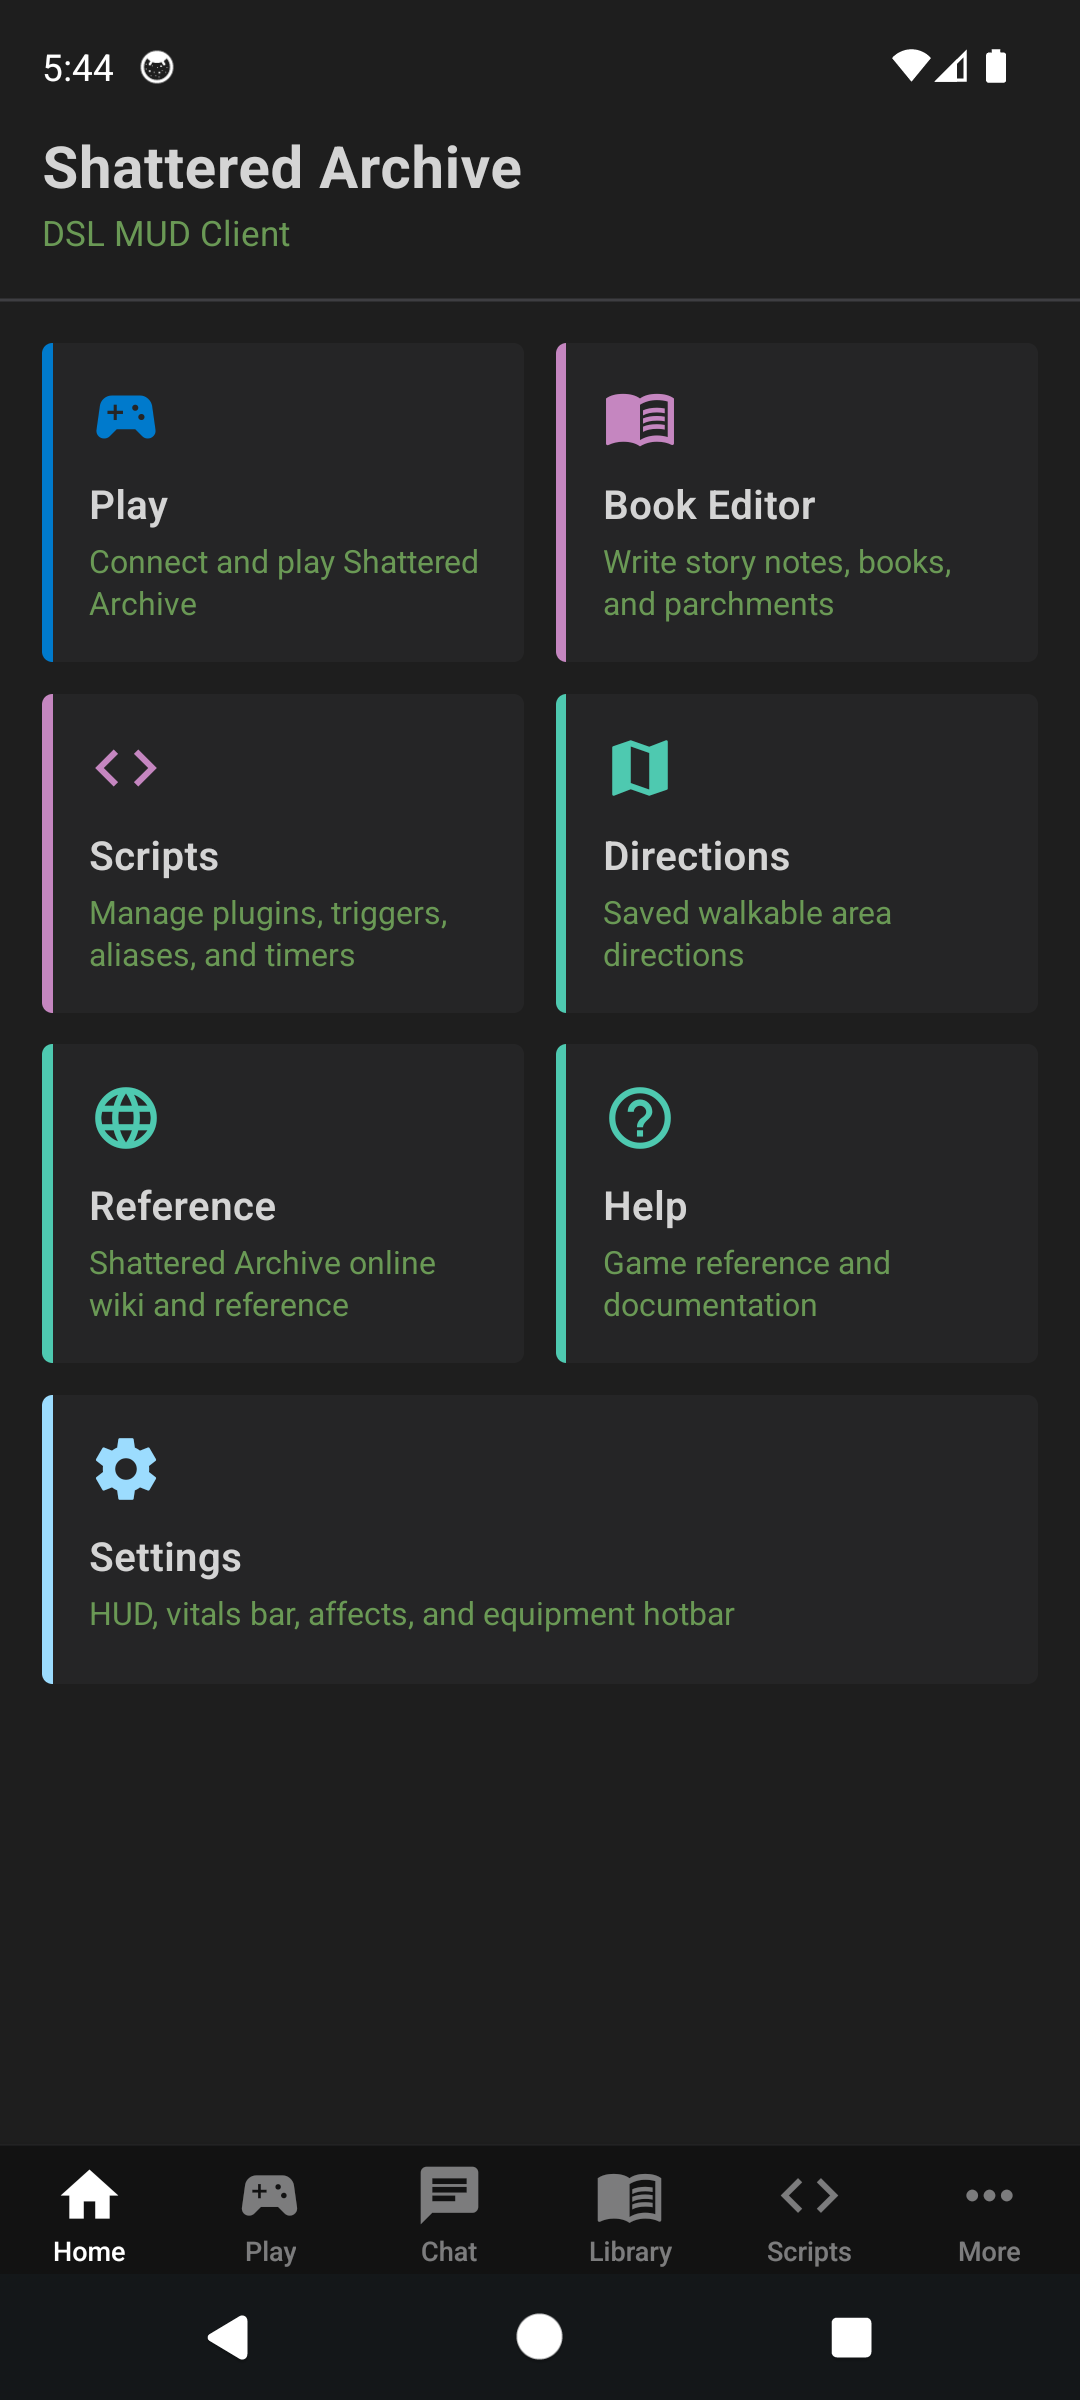 5:44
Shattered Archive
DSL MUD Client
Play
Connect and play Shattered
Archive
Book Editor
Write story notes, books,
and parchments
Scripts
Manage plugins, triggers,
aliases, and timers
Directions
Saved walkable area
directions
Reference
Shattered Archive online
wiki and reference
Help
Game reference and
documentation
Settings
HUD, vitals bar, affects, and equipment hotbar
Home
Play
Chat
Library
Scripts
More